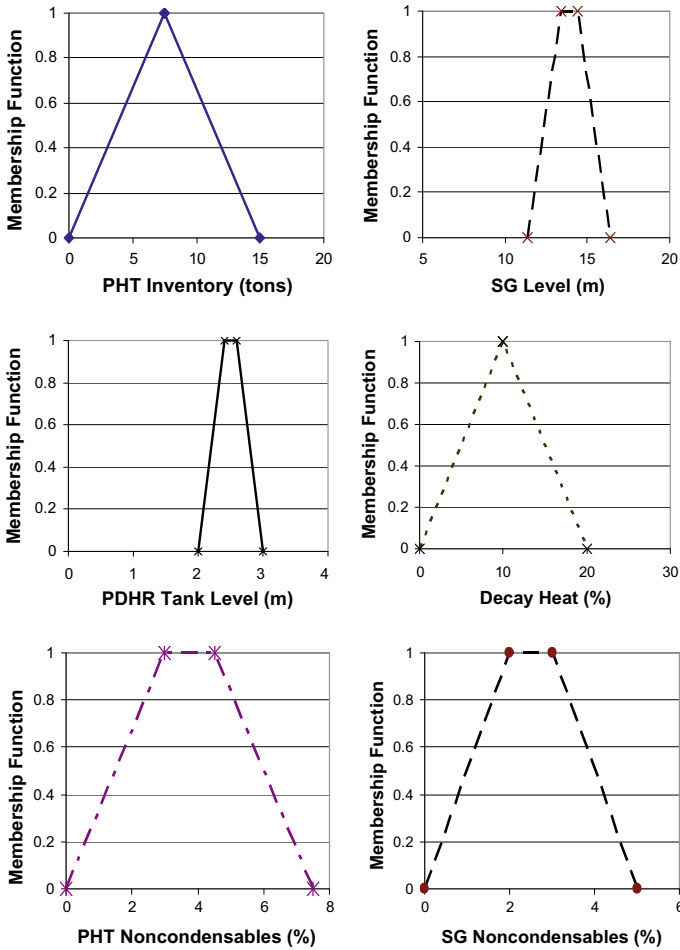 Membership Function
1
0.8
0.6
0.4
0.2
0
0 5 10 15 20
PHT Inventory (tons)
Membership Function
1
0.8
0.6
0.4
0.2
0
5 10 15 20
SG Level (m)
Membership Function
1
0.8
0.6
0.4
0.2
0
0 1 2 3 4
PDHR Tank Level (m)
Membership Function
1
0.8
0.6
0.4
0.2
0
0 10 20 30
Decay Heat (%)
Membership Function
1
0.8
0.6
0.4
0.2
0
0 2 4 6 8
PHT Noncondensables (%)
Membership Function
1
0.8
0.6
0.4
0.2
0
0 2 4 6
SG Noncondensables (%)